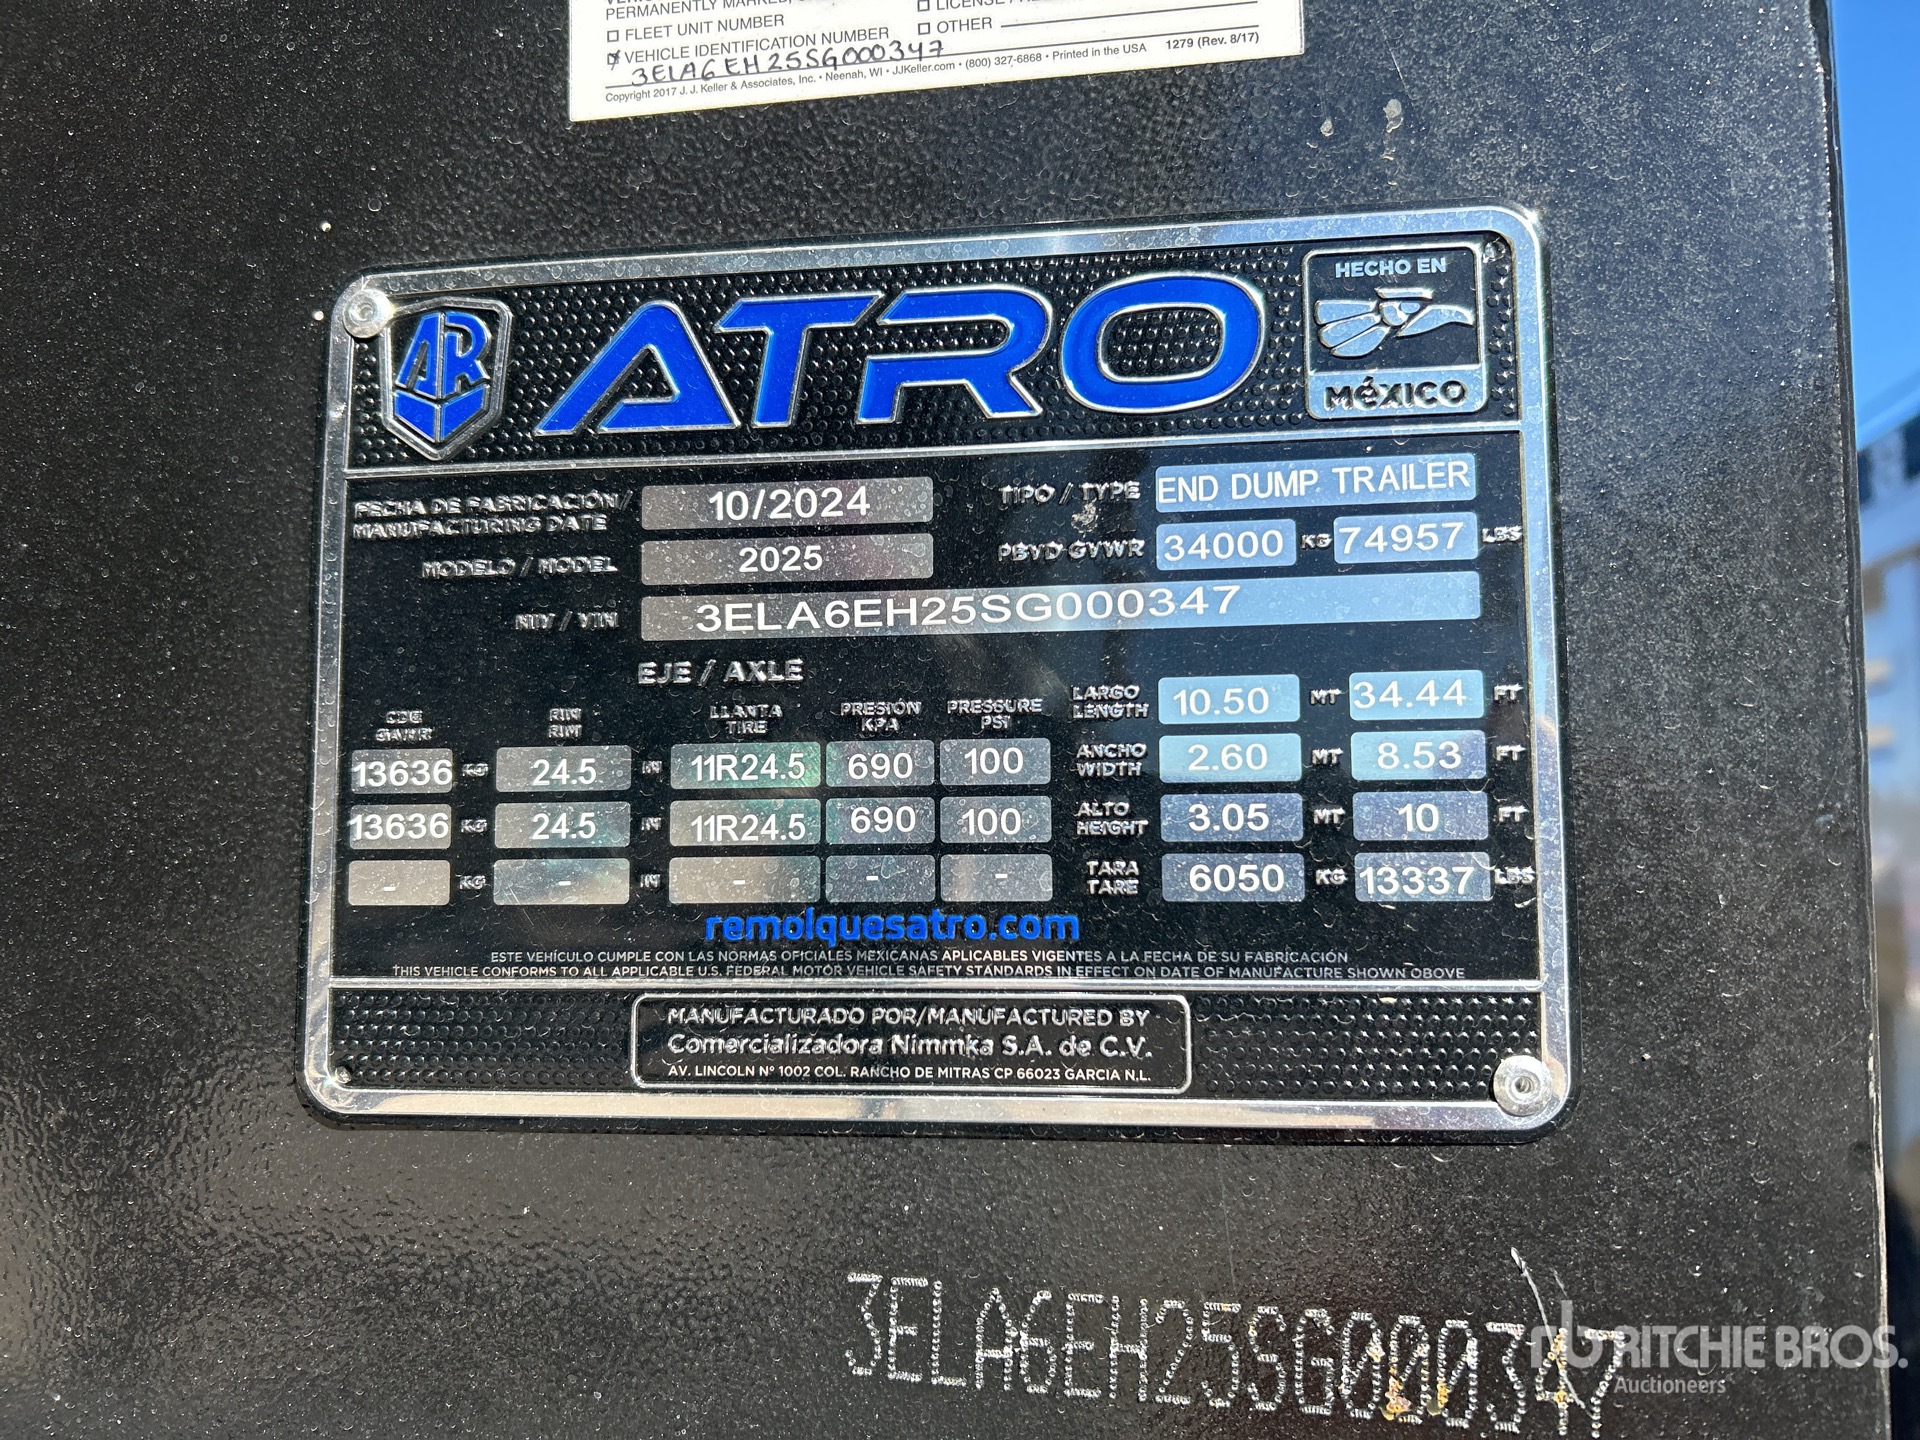 PERMANENTLY MARKED,
□ FLEET UNIT NUMBER
□ OTHER
VEHICLE IDENTIFICATION NUMBER
3ELA6EH25SG000347
Copyright 2017 J. J. Keller & Associates, Inc. • Neenah, WI • JJKeller.com • (800) 327-6868 • Printed in the USA 1279 (Rev. 8/17)
AR
ATRO
HECHO EN
MéXICO
FECHA DE FABRICACIÓN/
MANUFACTURING DATE
10/2024
TIPO / TYPE END DUMP TRAILER
MODELO / MODEL 2025
PBVD GVWR 34000 KG 74957 LBS
NIV / VIN 3ELA6EH25SG000347
EJE / AXLE
GAWR
RIN
RIM
LLANTA
TIRE
PRESIÓN
KPA
PRESSURE
PSI
13636 KG 24.5 IN 11R24.5 690 100
13636 KG 24.5 IN 11R24.5 690 100
- KG - IN - - -
LARGO
LENGTH 10.50 MT 34.44 FT
ANCHO
WIDTH 2.60 MT 8.53 FT
ALTO
HEIGHT 3.05 MT 10 FT
TARA
TARE 6050 KG 13337 LBS
remolquesatro.com
ESTE VEHÍCULO CUMPLE CON LAS NORMAS OFICIALES MEXICANAS APLICABLES VIGENTES A LA FECHA DE SU FABRICACIÓN
THIS VEHICLE CONFORMS TO ALL APPLICABLE U.S. FEDERAL MOTOR VEHICLE SAFETY STANDARDS IN EFFECT ON DATE OF MANUFACTURE SHOWN OBOVE
MANUFACTURADO POR/MANUFACTURED BY
Comercializadora Nimmka S.A. de C.V.
AV. LINCOLN N° 1002 COL. RANCHO DE MITRAS CP 66023 GARCIA N.L.
3ELA6EH25SG000347
rb RITCHIE BROS.
Auctioneers